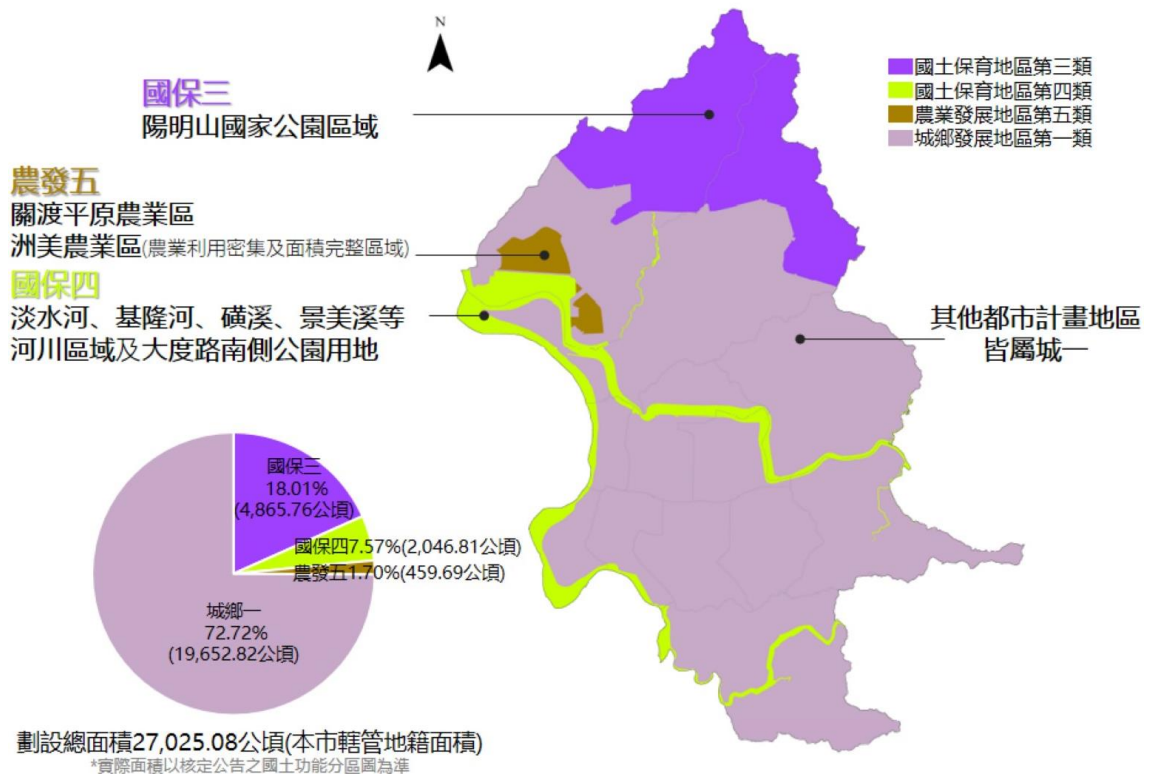 N
國保三
陽明山國家公園區域
農發五
關渡平原農業區
洲美農業區(農業利用密集及面積完整區域)
國保四
淡水河、基隆河、磺溪、景美溪等
河川區域及大度路南側公園用地
國土保育地區第三類
國土保育地區第四類
農業發展地區第五類
城鄉發展地區第一類
其他都市計畫地區
皆屬城一
國保三
18.01%
(4,865.76公頃)
國保四7.57%(2,046.81公頃)
農發五1.70%(459.69公頃)
城鄉一
72.72%
(19,652.82公頃)
劃設總面積27,025.08公頃(本市轄管地籍面積)
*實際面積以核定公告之國土功能分區圖為準